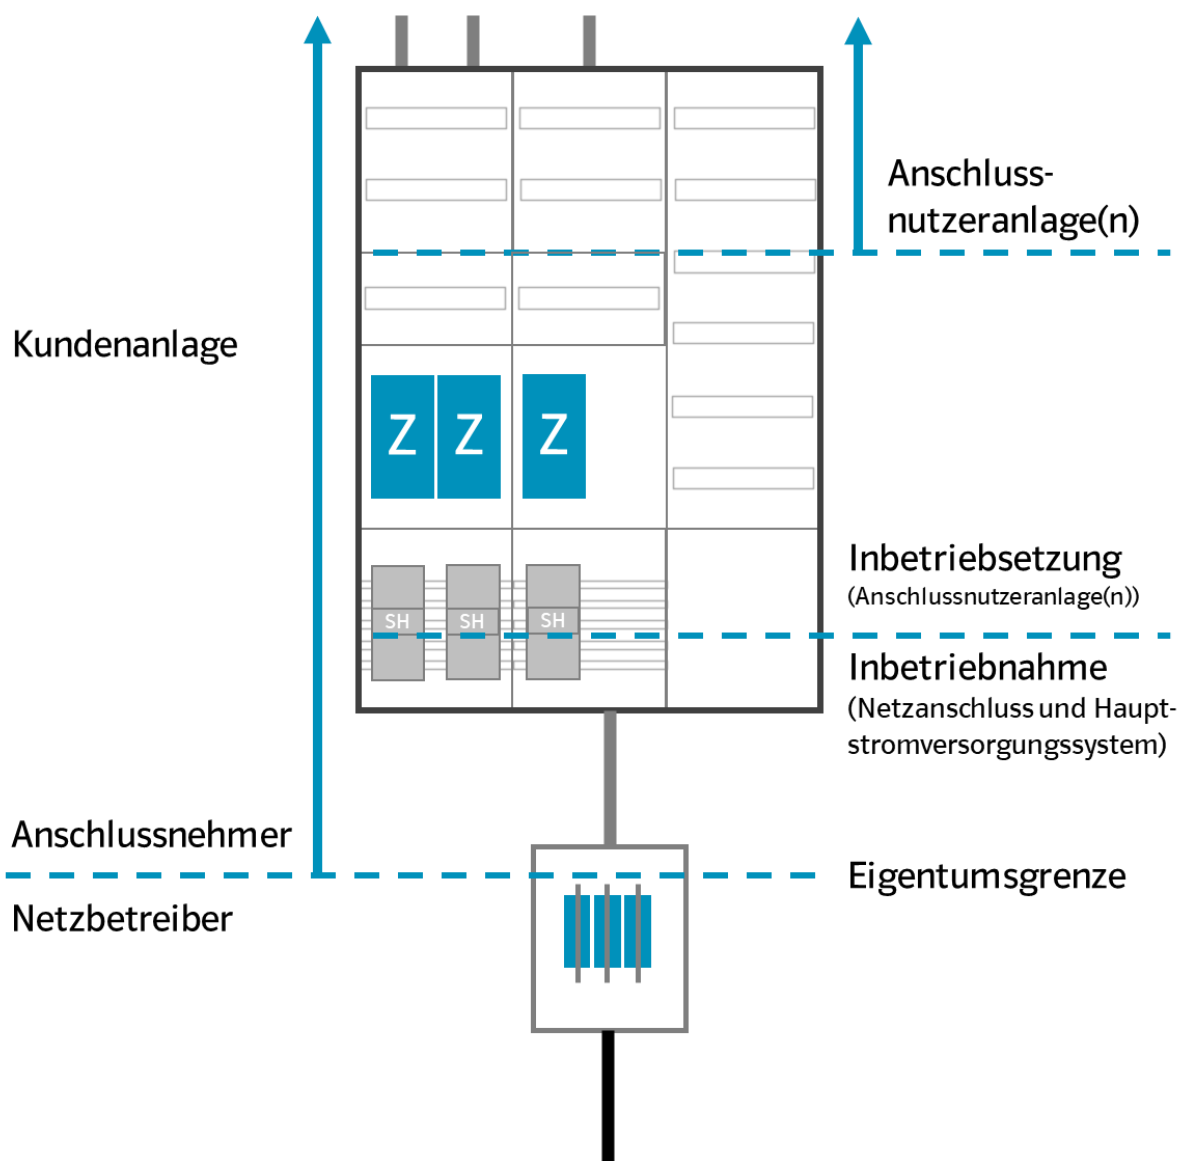 Anschluss-
nutzeranlage(n)
Kundenanlage
Z Z Z
Inbetriebsetzung
(Anschlussnutzeranlage(n))
SH SH SH
Inbetriebnahme
(Netzanschluss und Haupt-
stromversorgungssystem)
Anschlussnehmer
Eigentumsgrenze
Netzbetreiber